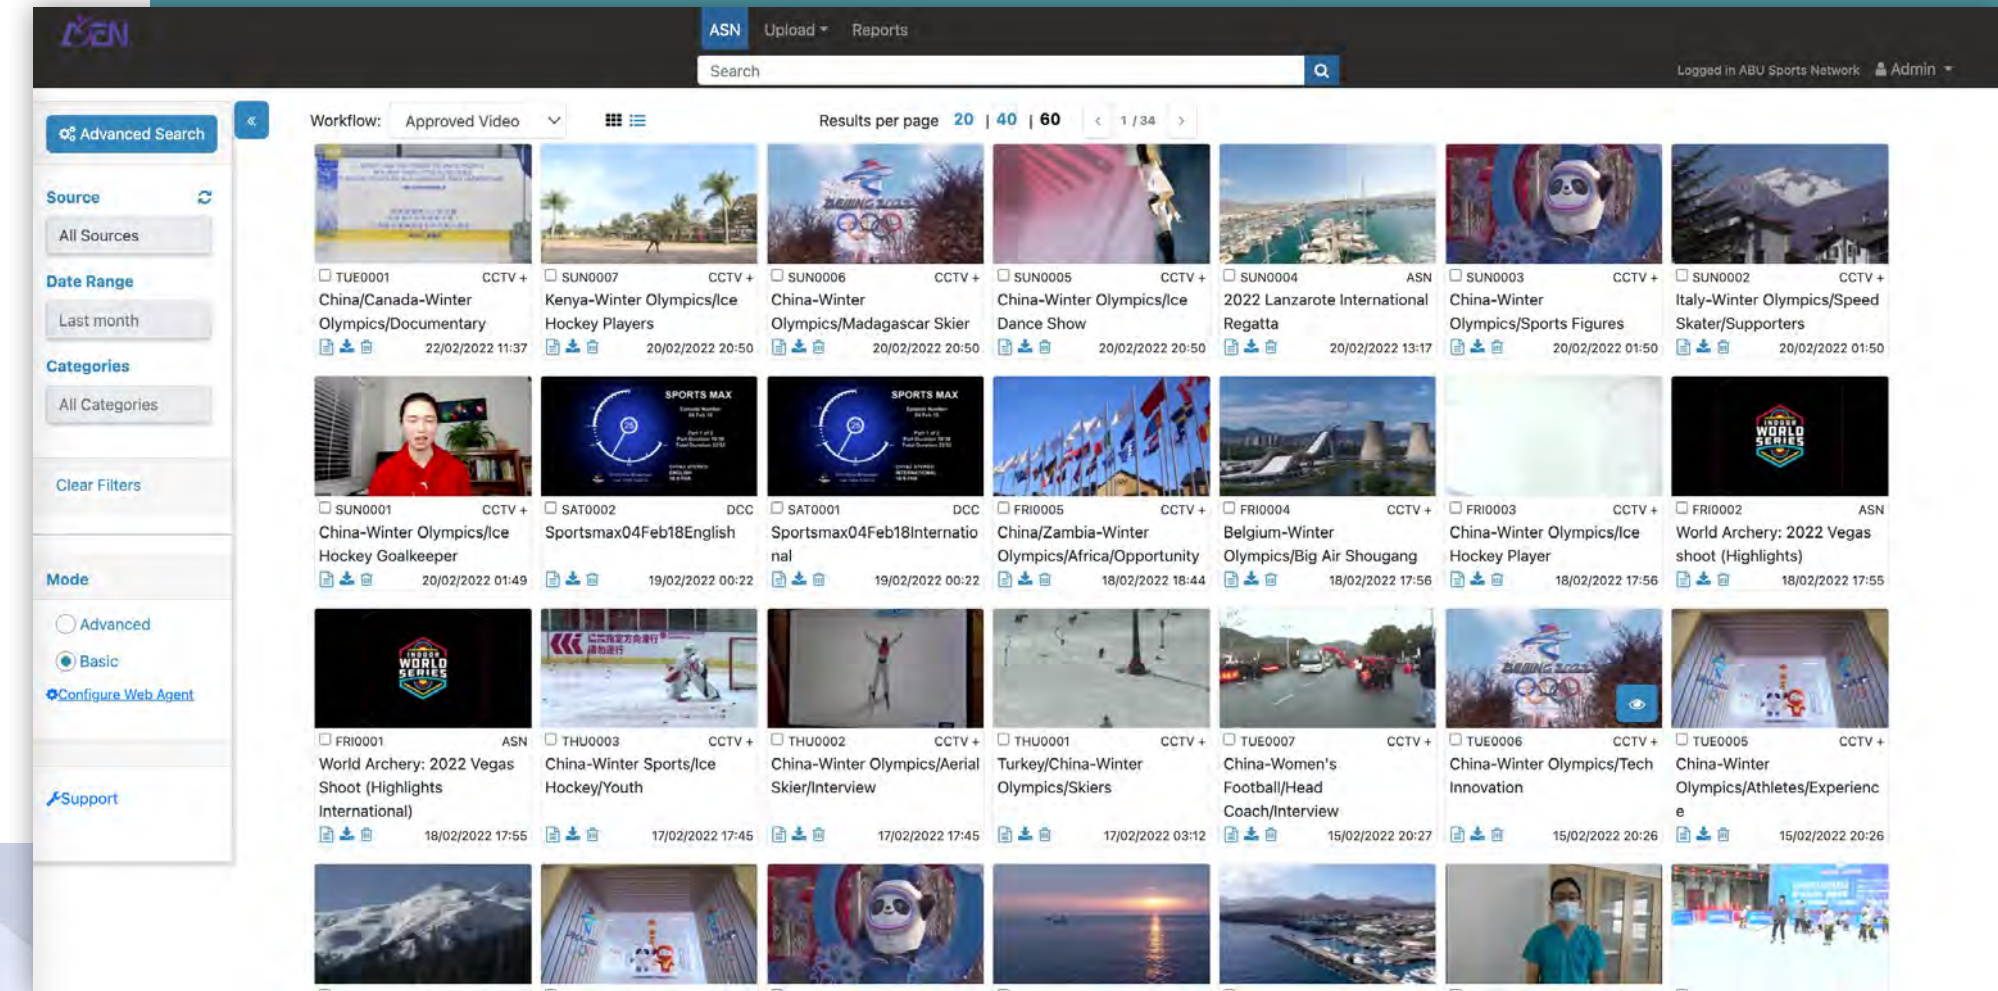 ASEN
ASN Upload Reports
Search
Logged in ABU Sports Network Admin
Advanced Search
«
Workflow: Approved Video
Results per page 20 | 40 | 60 < 1 / 34 >
Source
All Sources
Date Range
Last month
Categories
All Categories
Clear Filters
Mode
Advanced
Basic
Configure Web Agent
Support
TUE0001 CCTV +
China/Canada-Winter
Olympics/Documentary
22/02/2022 11:37
SUN0007 CCTV +
Kenya-Winter Olympics/Ice
Hockey Players
20/02/2022 20:50
BEIJING 2022
SUN0006 CCTV +
China-Winter
Olympics/Madagascar Skier
20/02/2022 20:50
SUN0005 CCTV +
China-Winter Olympics/Ice
Dance Show
20/02/2022 20:50
SUN0004 ASN
2022 Lanzarote International
Regatta
20/02/2022 13:17
SUN0003 CCTV +
China-Winter
Olympics/Sports Figures
20/02/2022 01:50
SUN0002 CCTV +
Italy-Winter Olympics/Speed
Skater/Supporters
20/02/2022 01:50
SUN0001 CCTV +
China-Winter Olympics/Ice
Hockey Goalkeeper
20/02/2022 01:49
SPORTS MAX
SAT0002 DCC
Sportsmax04Feb18English
19/02/2022 00:22
SPORTS MAX
SAT0001 DCC
Sportsmax04Feb18Internatio
nal
19/02/2022 00:22
FRI0005 CCTV +
China/Zambia-Winter
Olympics/Africa/Opportunity
18/02/2022 18:44
FRI0004 CCTV +
Belgium-Winter
Olympics/Big Air Shougang
18/02/2022 17:56
FRI0003 CCTV +
China-Winter Olympics/Ice
Hockey Player
18/02/2022 17:56
INDOOR
WORLD
SERIES
FRI0002 ASN
World Archery: 2022 Vegas
shoot (Highlights)
18/02/2022 17:55
INDOOR
WORLD
SERIES
FRI0001 ASN
World Archery: 2022 Vegas
Shoot (Highlights
International)
18/02/2022 17:55
THU0003 CCTV +
China-Winter Sports/Ice
Hockey/Youth
17/02/2022 17:45
THU0002 CCTV +
China-Winter Olympics/Aerial
Skier/Interview
17/02/2022 17:45
THU0001 CCTV +
Turkey/China-Winter
Olympics/Skiers
17/02/2022 03:12
TUE0007 CCTV +
China-Women's
Football/Head
Coach/Interview
15/02/2022 20:27
BEIJING 2022
TUE0006 CCTV +
China-Winter Olympics/Tech
Innovation
15/02/2022 20:26
TUE0005 CCTV +
China-Winter
Olympics/Athletes/Experienc
e
15/02/2022 20:26